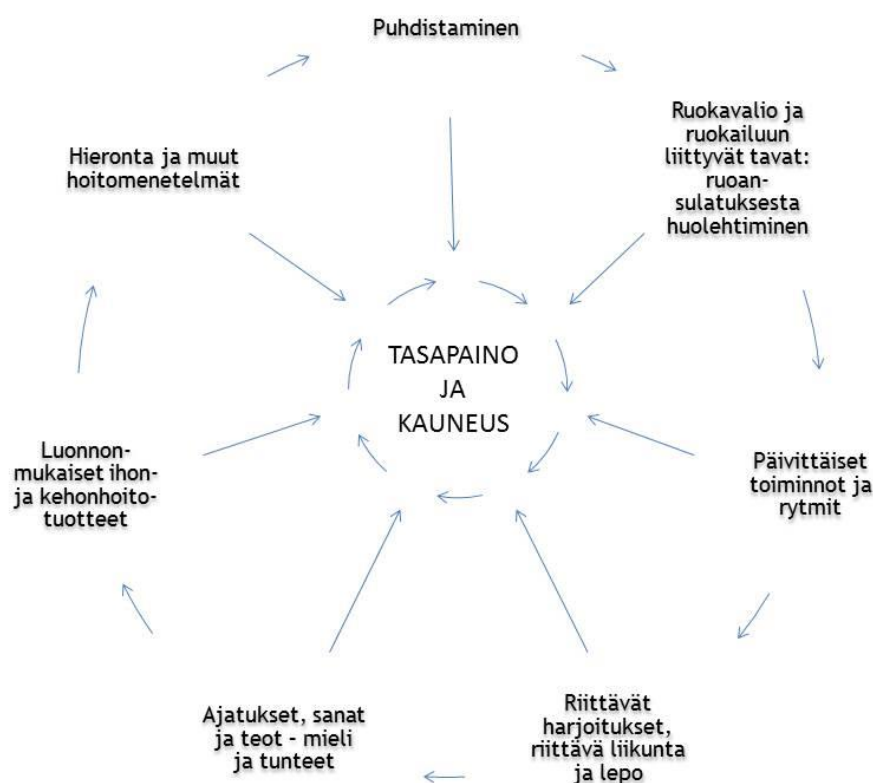 Puhdistaminen
Ruokavalio ja
ruokailuun
liittyvät tavat:
ruoan-
sulatuksesta
huolehtiminen
Päivittäiset
toiminnot ja
rytmit
Riittävät
harjoitukset,
riittävä liikunta
ja lepo
Ajatukset, sanat
ja teot – mieli
ja tunteet
Luonnon-
mukaiset ihon-
ja kehonhoito-
tuotteet
Hieronta ja muut
hoitomenetelmät
TASAPAINO
JA
KAUNEUS